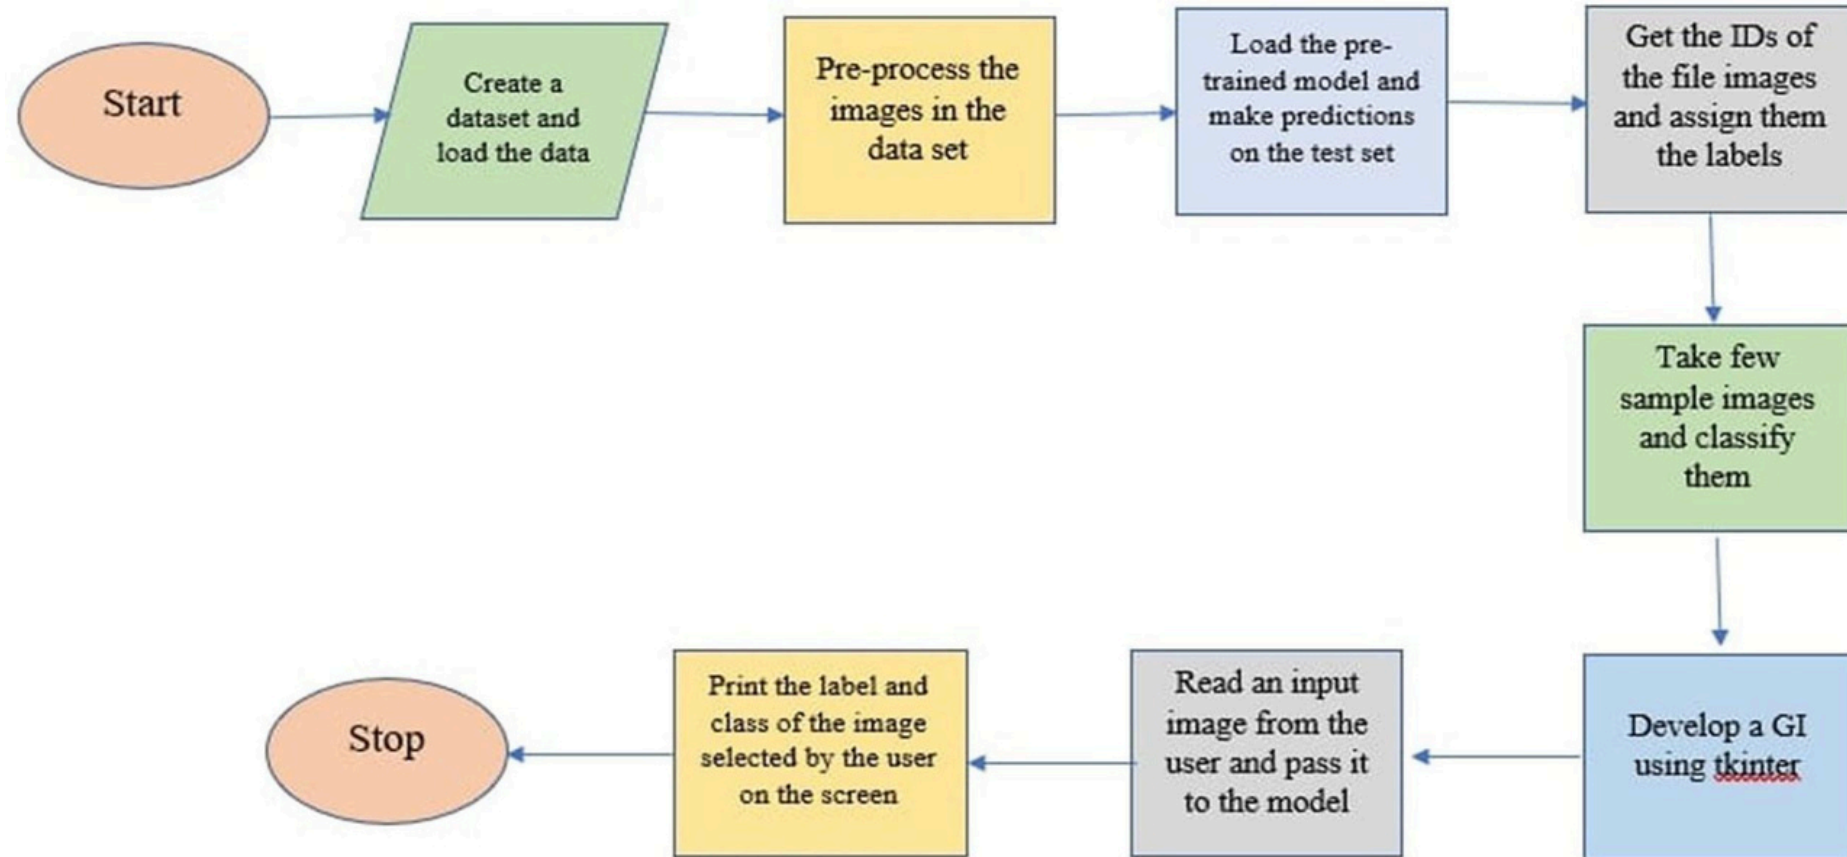 Start
Create a
dataset and
load the data
Pre-process the
images in the
data set
Load the pre-
trained model and
make predictions
on the test set
Get the IDs of
the file images
and assign them
the labels
Take few
sample images
and classify
them
Develop a GI
using tkinter
Read an input
image from the
user and pass it
to the model
Print the label and
class of the image
selected by the user
on the screen
Stop